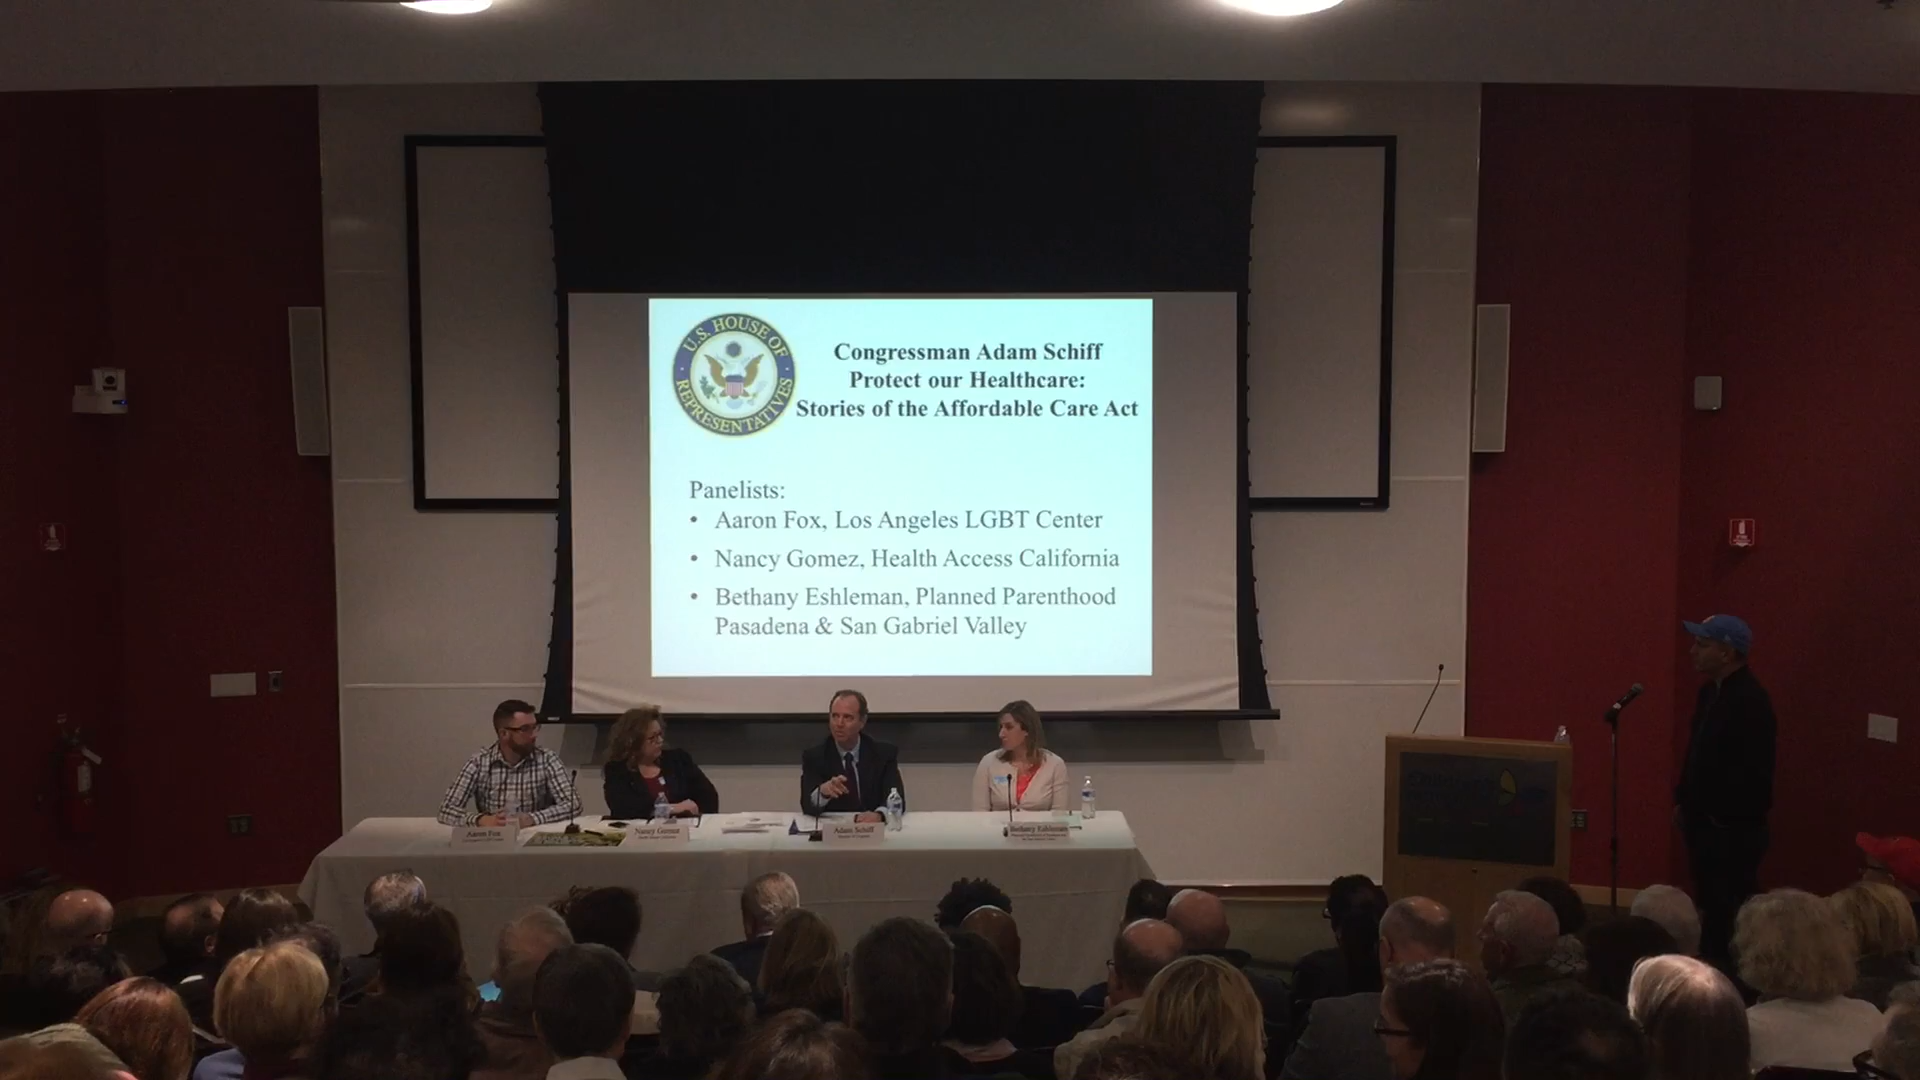 U.S. HOUSE OF
REPRESENTATIVES
Congressman Adam Schiff
Protect our Healthcare:
Stories of the Affordable Care Act
Panelists:
• Aaron Fox, Los Angeles LGBT Center
• Nancy Gomez, Health Access California
• Bethany Eshleman, Planned Parenthood
Pasadena & San Gabriel Valley
Aaron Fox
Nancy Gomez
Adam Schiff
Bethany Eshleman